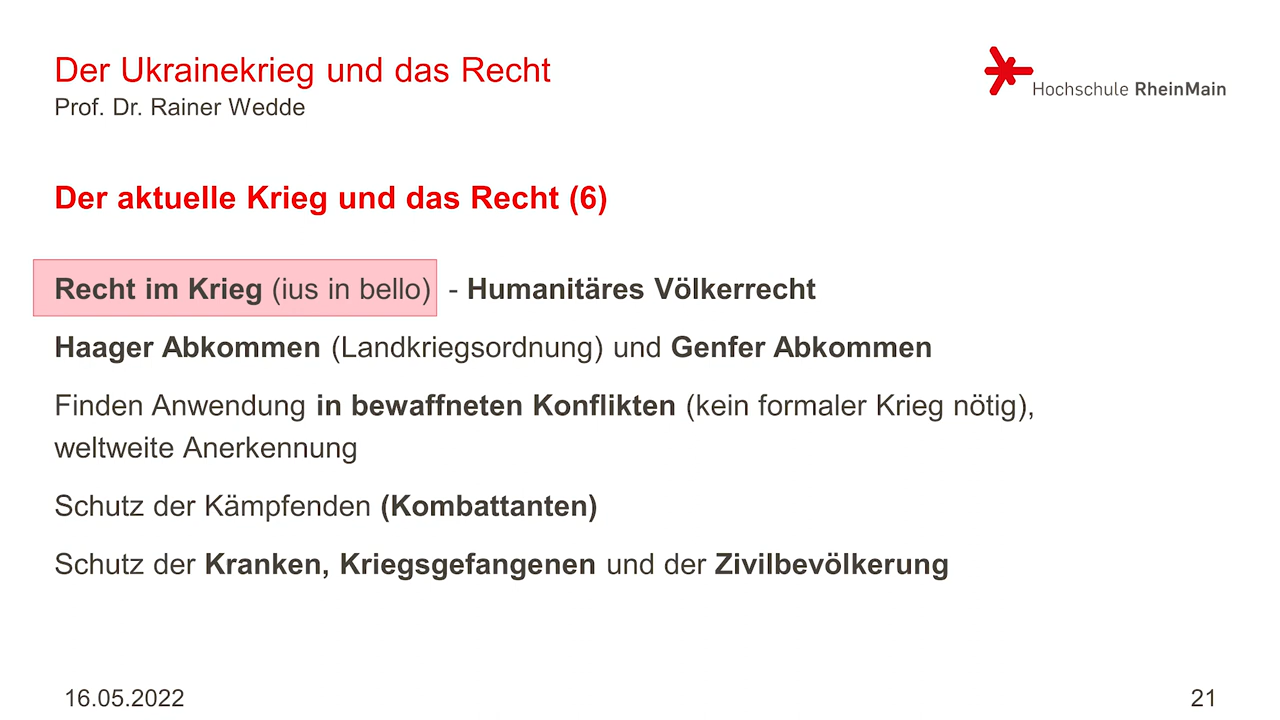 Der Ukrainekrieg und das Recht
Prof. Dr. Rainer Wedde
Hochschule RheinMain
Der aktuelle Krieg und das Recht (6)
Recht im Krieg (ius in bello) - Humanitäres Völkerrecht
Haager Abkommen (Landkriegsordnung) und Genfer Abkommen
Finden Anwendung in bewaffneten Konflikten (kein formaler Krieg nötig),
weltweite Anerkennung
Schutz der Kämpfenden (Kombattanten)
Schutz der Kranken, Kriegsgefangenen und der Zivilbevölkerung
16.05.2022
21